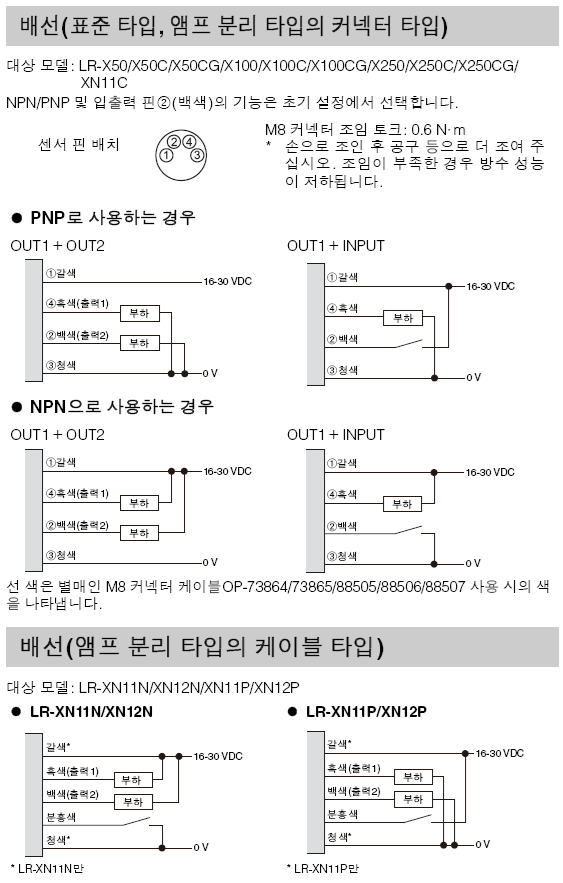 배선(표준 타입, 앰프 분리 타입의 커넥터 타입)
대상 모델: LR-X50/X50C/X50CG/X100/X100C/X100CG/X250/X250C/X250CG/
XN11C
NPN/PNP 및 입출력 핀②(백색)의 기능은 초기 설정에서 선택합니다.
센서 핀 배치
② ④
① ③
M8 커넥터 조임 토크: 0.6 N·m
* 손으로 조인 후 공구 등으로 더 조여 주
십시오. 조임이 부족한 경우 방수 성능
이 저하됩니다.
● PNP로 사용하는 경우
OUT1 + OUT2
①갈색
16-30 VDC
④흑색(출력1)
부하
②백색(출력2)
부하
③청색
0 V
OUT1 + INPUT
①갈색
16-30 VDC
④흑색
부하
②백색
③청색
0 V
● NPN으로 사용하는 경우
OUT1 + OUT2
①갈색
16-30 VDC
④흑색(출력1)
부하
②백색(출력2)
부하
③청색
0 V
OUT1 + INPUT
①갈색
16-30 VDC
④흑색
부하
②백색
③청색
0 V
선 색은 별매인 M8 커넥터 케이블OP-73864/73865/88505/88506/88507 사용 시의 색
을 나타냅니다.
배선(앰프 분리 타입의 케이블 타입)
대상 모델: LR-XN11N/XN12N/XN11P/XN12P
● LR-XN11N/XN12N
갈색*
16-30 VDC
흑색(출력1)
부하
백색(출력2)
부하
분홍색
청색*
0 V
* LR-XN11N만
● LR-XN11P/XN12P
갈색*
16-30 VDC
흑색(출력1)
부하
백색(출력2)
부하
분홍색
청색*
0 V
* LR-XN11P만